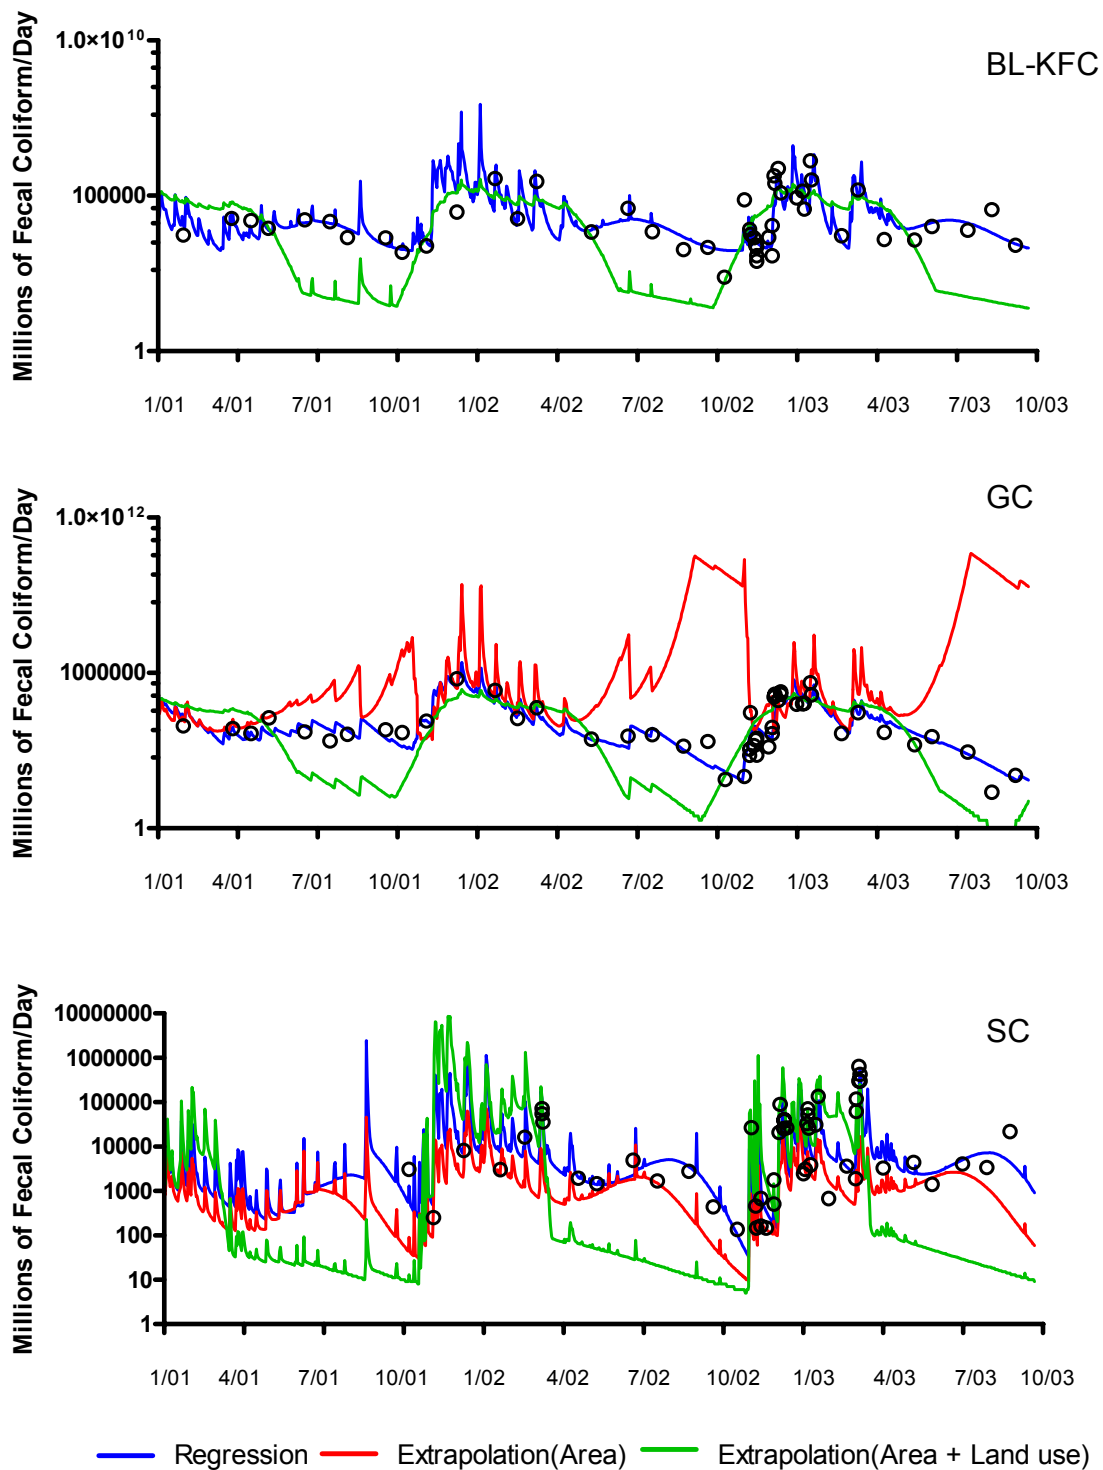 Millions of Fecal Coliform/Day
1.0×10^10
100000
1
BL-KFC
1/01 4/01 7/01 10/01 1/02 4/02 7/02 10/02 1/03 4/03 7/03 10/03
Millions of Fecal Coliform/Day
1.0×10^12
1000000
1
GC
1/01 4/01 7/01 10/01 1/02 4/02 7/02 10/02 1/03 4/03 7/03 10/03
Millions of Fecal Coliform/Day
10000000
1000000
100000
10000
1000
100
10
1
SC
1/01 4/01 7/01 10/01 1/02 4/02 7/02 10/02 1/03 4/03 7/03 10/03
Regression Extrapolation(Area) Extrapolation(Area + Land use)